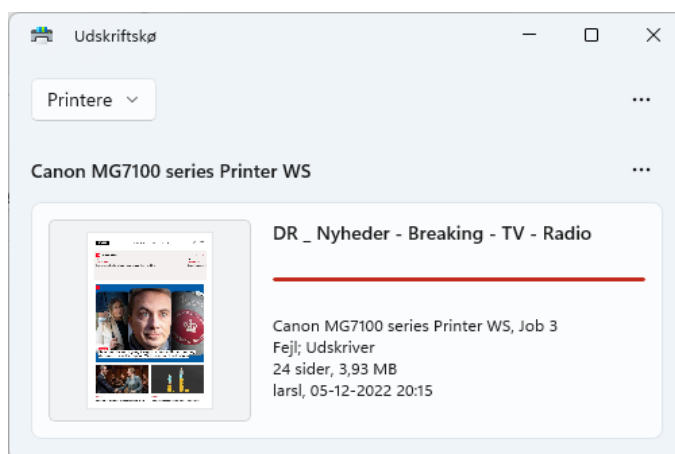 Udskriftskø
Printere
Canon MG7100 series Printer WS
DR _ Nyheder - Breaking - TV - Radio
Canon MG7100 series Printer WS, Job 3
Fejl; Udskriver
24 sider, 3,93 MB
larsl, 05-12-2022 20:15